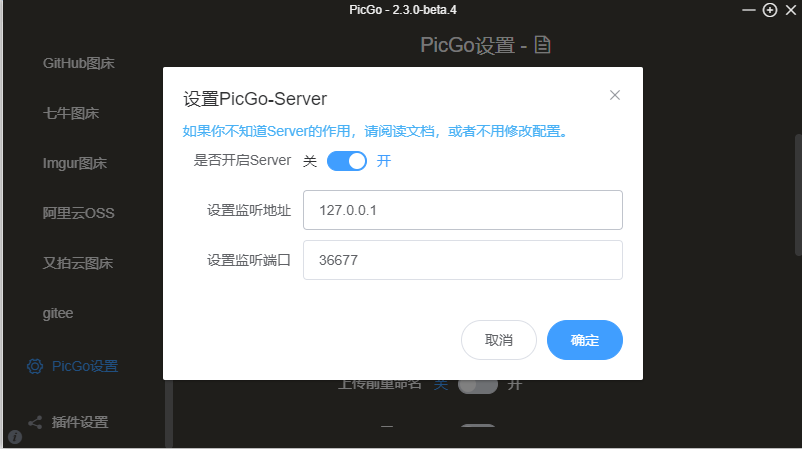 PicGo - 2.3.0-beta.4
PicGo设置 -
GitHub图床
七牛图床
Imgur图床
阿里云OSS
又拍云图床
gitee
PicGo设置
插件设置
设置PicGo-Server
如果你不知道Server的作用，请阅读文档，或者不用修改配置。
是否开启Server 关 开
设置监听地址 127.0.0.1
设置监听端口 36677
取消 确定
上传前重命名 关 开